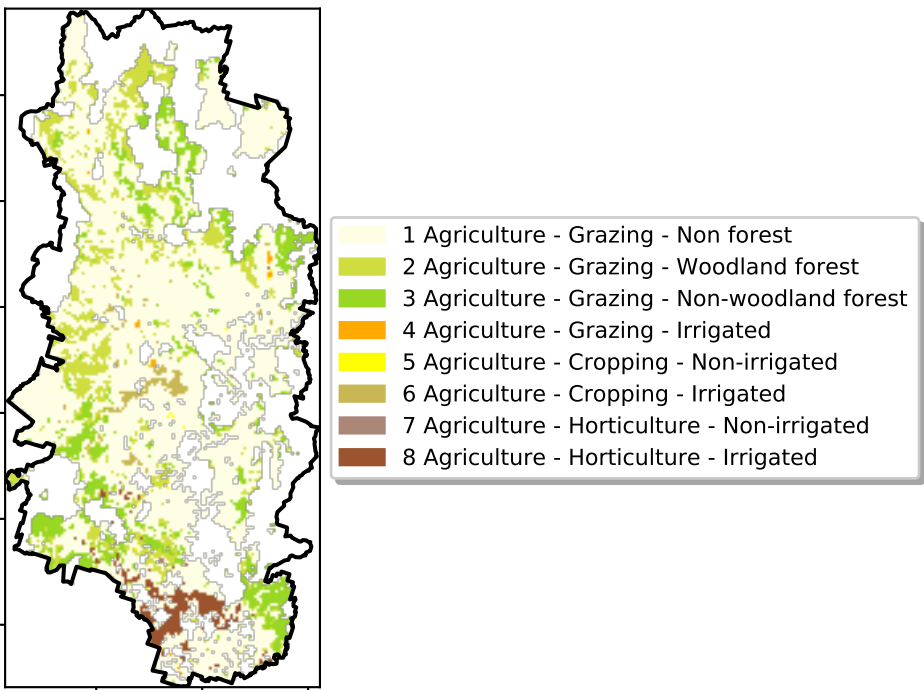 1 Agriculture - Grazing - Non forest
2 Agriculture - Grazing - Woodland forest
3 Agriculture - Grazing - Non-woodland forest
4 Agriculture - Grazing - Irrigated
5 Agriculture - Cropping - Non-irrigated
6 Agriculture - Cropping - Irrigated
7 Agriculture - Horticulture - Non-irrigated
8 Agriculture - Horticulture - Irrigated